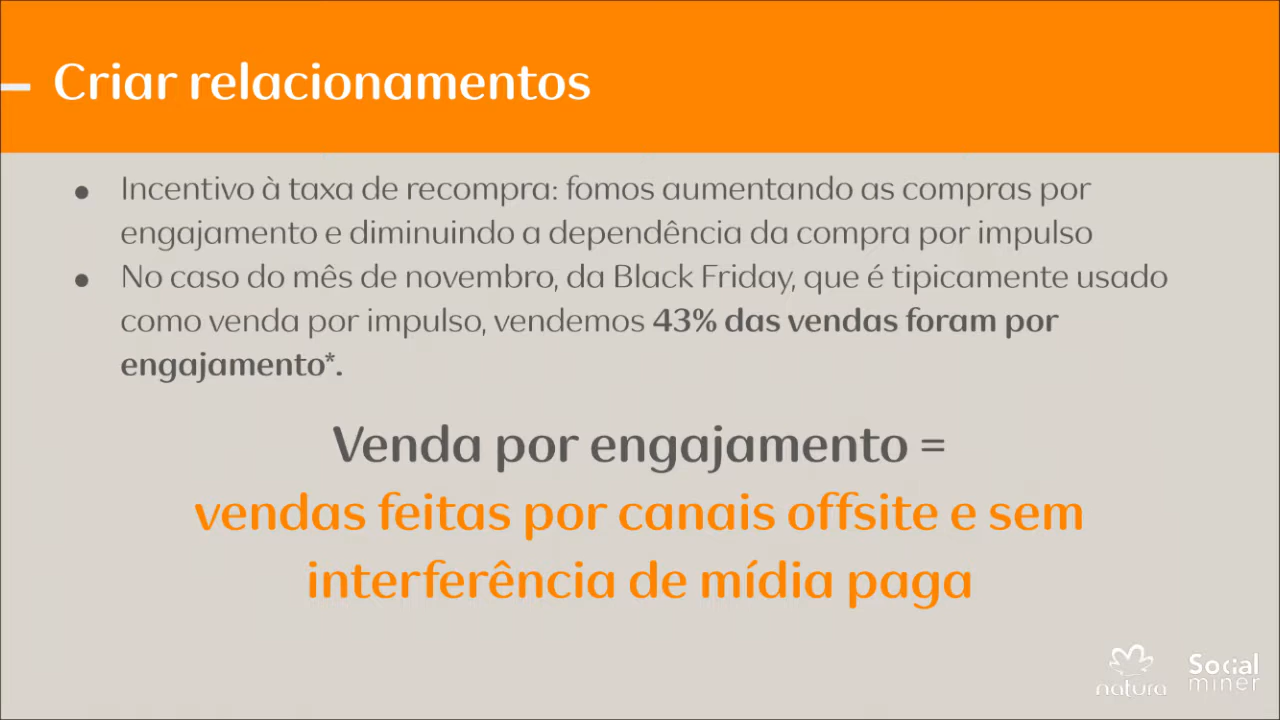 Criar relacionamentos
● Incentivo à taxa de recompra: fomos aumentando as compras por
engajamento e diminuindo a dependência da compra por impulso
● No caso do mês de novembro, da Black Friday, que é tipicamente usado
como venda por impulso, vendemos 43% das vendas foram por
engajamento*.
Venda por engajamento =
vendas feitas por canais offsite e sem
interferência de mídia paga
natura
Social
miner